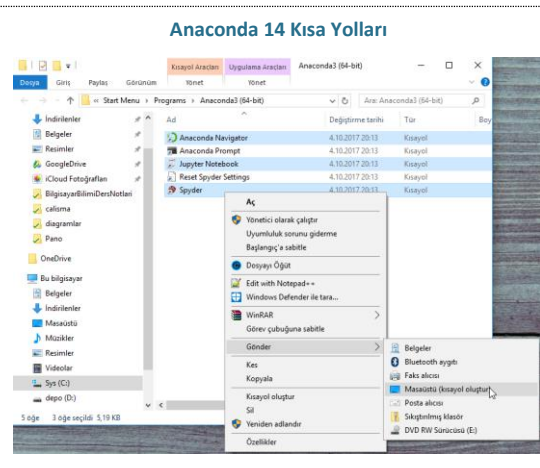 Anaconda 14 Kısa Yolları
Kısayol Araçları Uygulama Araçları Anaconda3 (64-bit)
Dosya Giriş Paylaş Görünüm Yönet Yönet
« Start Menu › Programs › Anaconda3 (64-bit) Ara: Anaconda3 (64-bit)
Ad Değiştirme tarihi Tür Boy
İndirilenler
Belgeler
Resimler
GoogleDrive
iCloud Fotoğrafları
BilgisayarBilimiDersNotlari
calisma
diagramlar
Pano
OneDrive
Bu bilgisayar
Belgeler
İndirilenler
Masaüstü
Müzikler
Resimler
Videolar
Sys (C:)
depo (D:)
Anaconda Navigator 4.10.2017 20:13 Kısayol
Anaconda Prompt 4.10.2017 20:13 Kısayol
Jupyter Notebook 4.10.2017 20:13 Kısayol
Reset Spyder Settings 4.10.2017 20:13 Kısayol
Spyder 4.10.2017 20:13 Kısayol
Aç
Yönetici olarak çalıştır
Uyumluluk sorunu giderme
Başlangıç'a sabitle
Dosyayı Öğüt
Edit with Notepad++
Windows Defender ile tara...
WinRAR
Görev çubuğuna sabitle
Gönder
Kes
Kopyala
Kısayol oluştur
Sil
Yeniden adlandır
Özellikler
Belgeler
Bluetooth aygıtı
Faks alıcısı
Masaüstü (kısayol oluştur)
Posta alıcısı
Sıkıştırılmış klasör
DVD RW Sürücüsü (E:)
5 öğe 3 öğe seçildi 5,19 KB